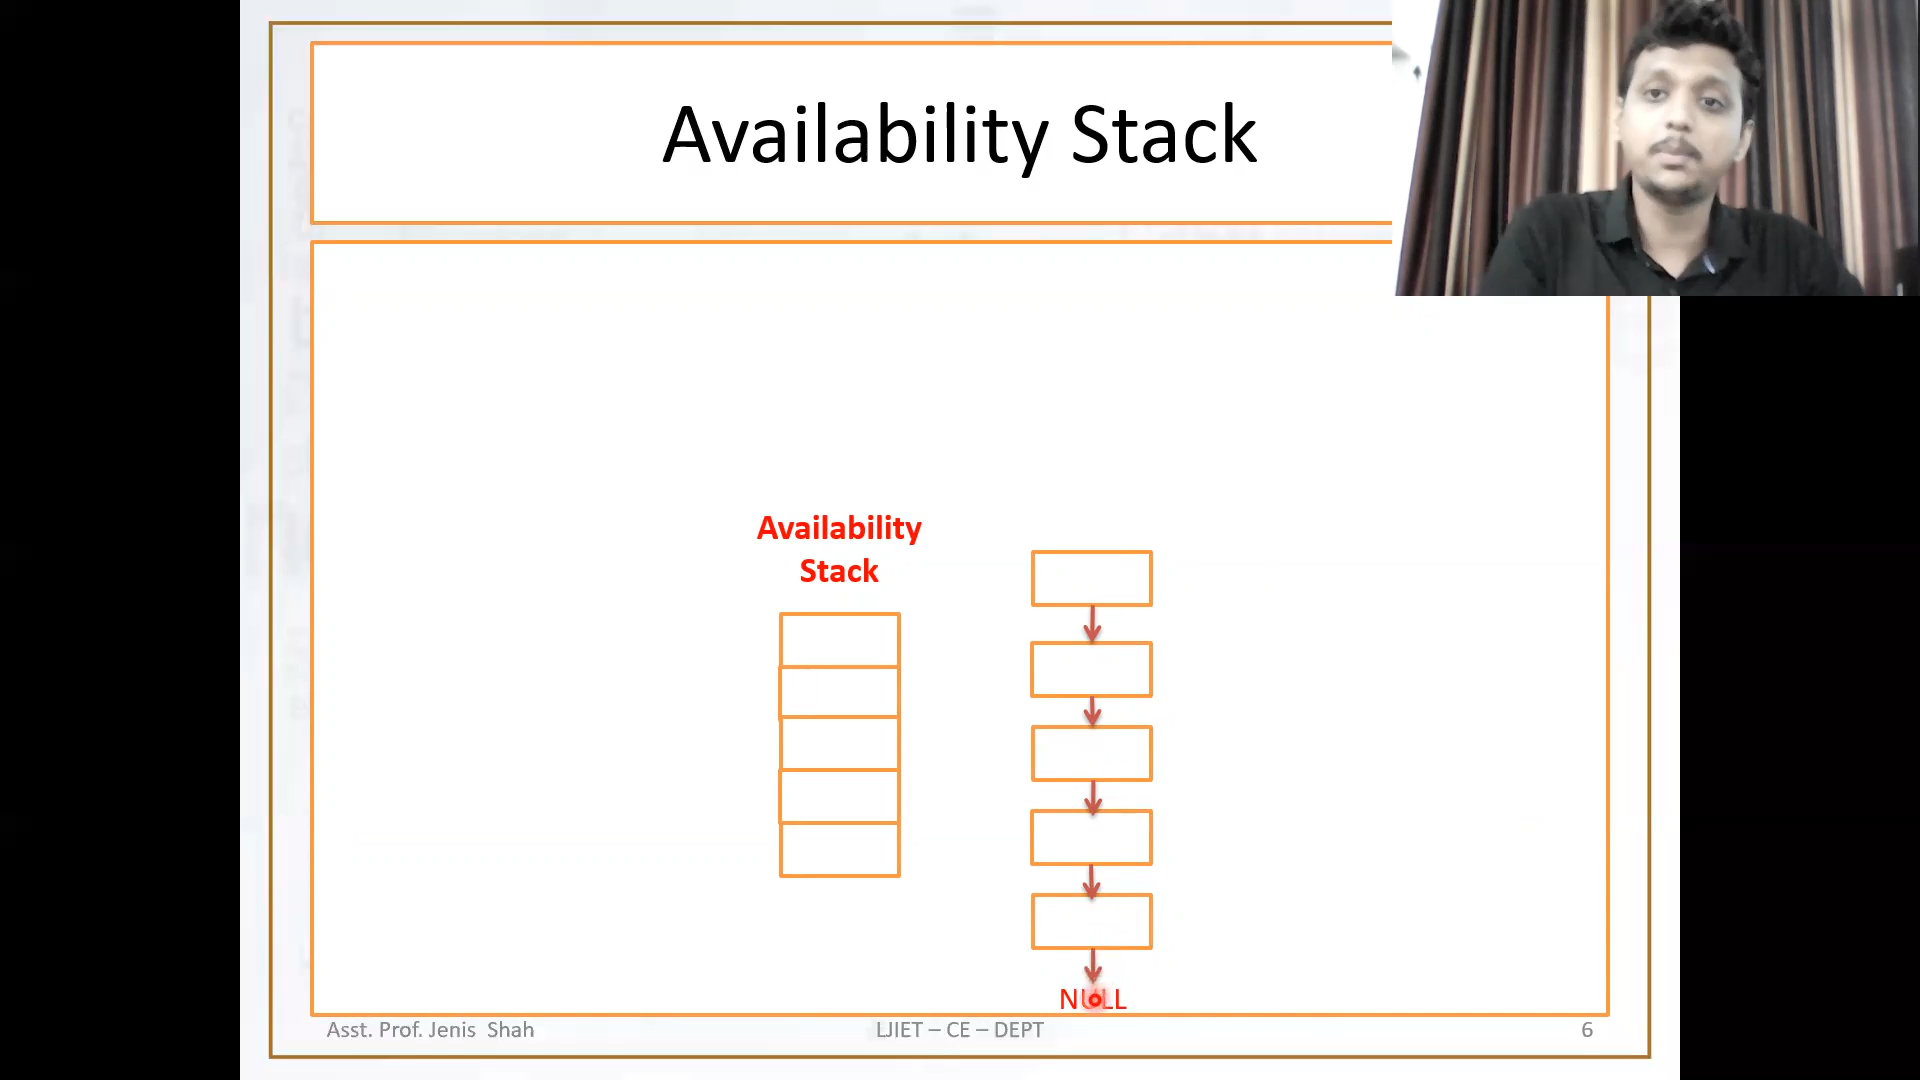 Availability Stack
Availability
Stack
NULL
Asst. Prof. Jenis Shah
LJIET – CE – DEPT
6